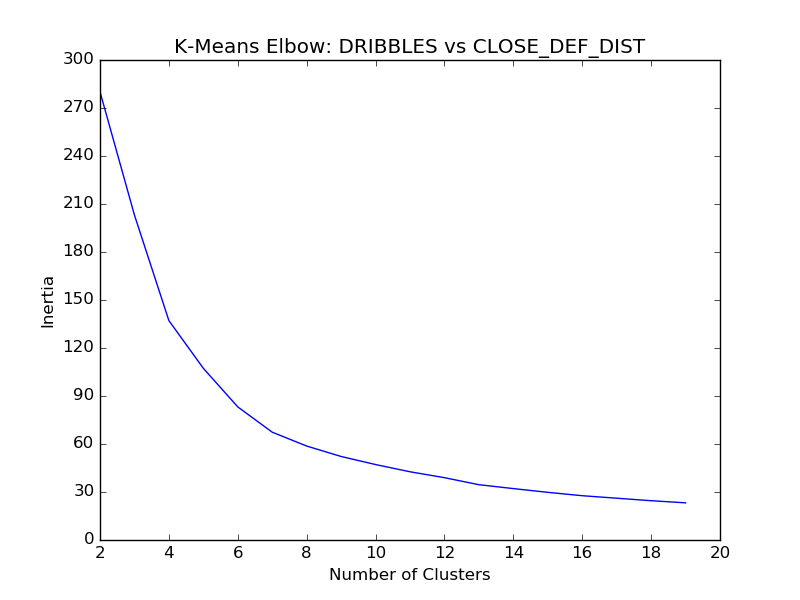 K-Means Elbow: DRIBBLES vs CLOSE_DEF_DIST
300
270
240
210
180
150
120
90
60
30
0
Inertia
2 4 6 8 10 12 14 16 18 20
Number of Clusters